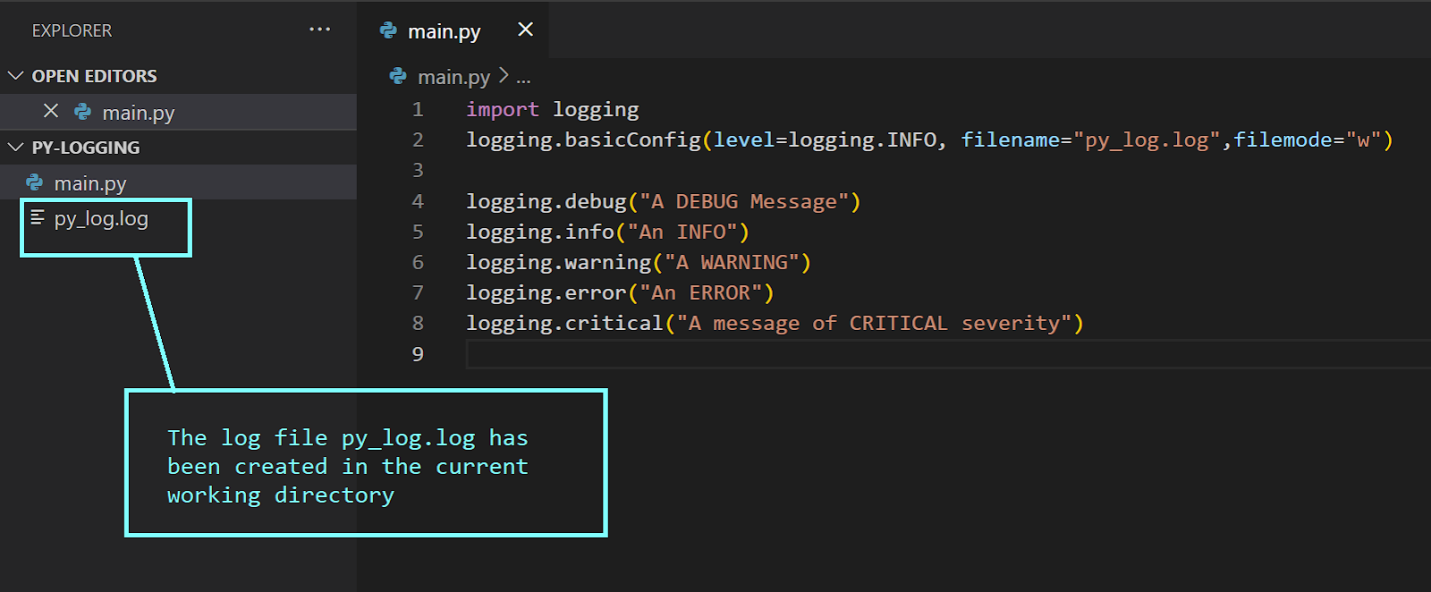 EXPLORER ...
OPEN EDITORS
main.py
PY-LOGGING
main.py
py_log.log
main.py
main.py > ...
1 import logging
2 logging.basicConfig(level=logging.INFO, filename="py_log.log",filemode="w")
3
4 logging.debug("A DEBUG Message")
5 logging.info("An INFO")
6 logging.warning("A WARNING")
7 logging.error("An ERROR")
8 logging.critical("A message of CRITICAL severity")
9
The log file py_log.log has
been created in the current
working directory